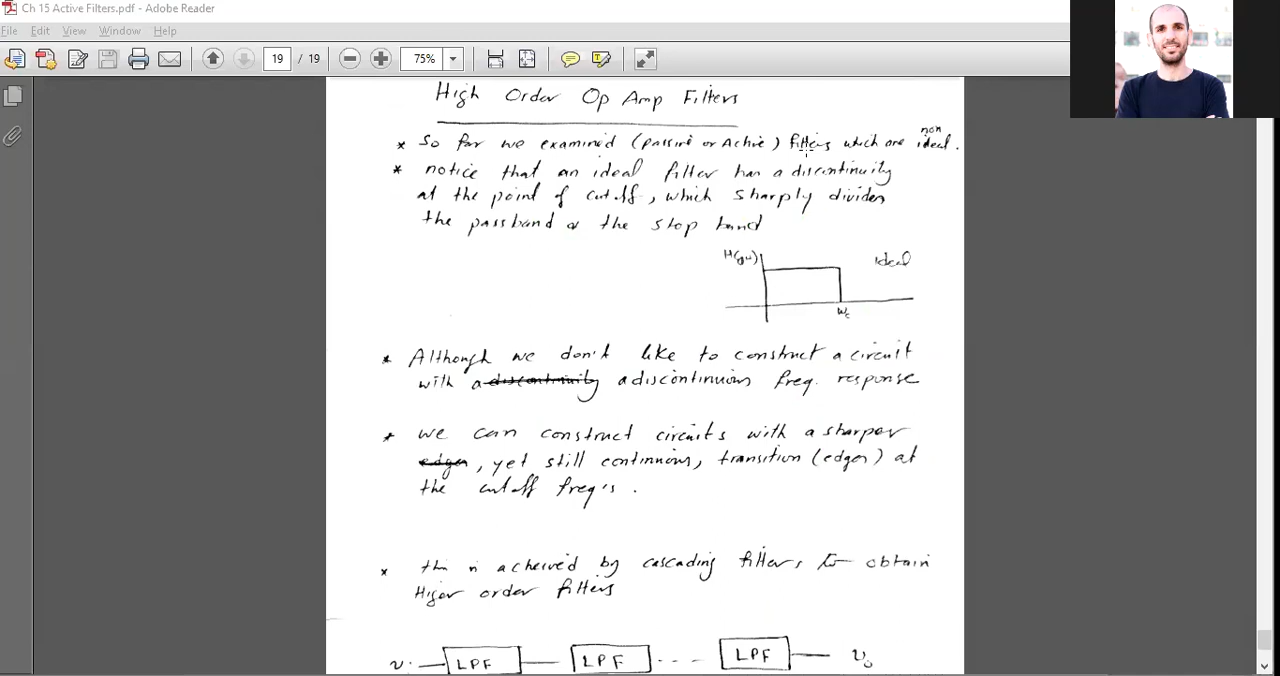 Ch 15 Active Filters.pdf - Adobe Reader
File Edit View Window Help
19 / 19 75%
High Order Op Amp Filters
* So far we examined (passive or Active) filters which are non ideal.
* notice that an ideal filter has a discontinuity
at the point of cutoff, which sharply divides
the passband & the stop band
H(jω) ideal
ωc
* Although we don't like to construct a circuit
with a discontinuity a discontinuous freq. response
* we can construct circuits with a sharper
edges, yet still continuous, transition (edges) at
the cutoff freq's.
* this is acheived by cascading filters to obtain
Higer order filters
vi LPF LPF ... LPF vo